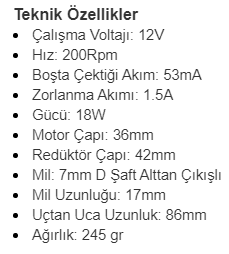 Teknik Özellikler
• Çalışma Voltajı: 12V
• Hız: 200Rpm
• Boşta Çektiği Akım: 53mA
• Zorlanma Akımı: 1.5A
• Gücü: 18W
• Motor Çapı: 36mm
• Redüktör Çapı: 42mm
• Mil: 7mm D Şaft Alttan Çıkışlı
• Mil Uzunluğu: 17mm
• Uçtan Uca Uzunluk: 86mm
• Ağırlık: 245 gr